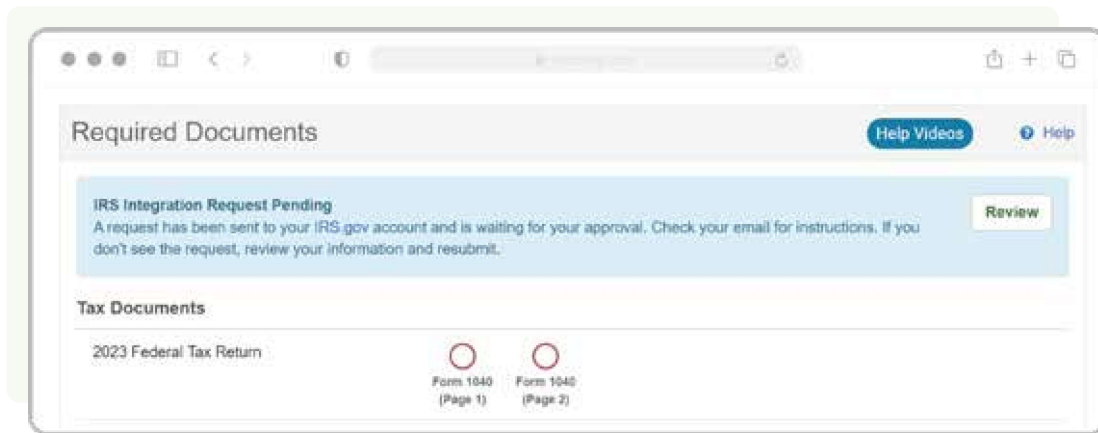 Required Documents
Help Videos
Help
IRS Integration Request Pending
A request has been sent to your IRS.gov account and is waiting for your approval. Check your email for instructions. If you
don't see the request, review your information and resubmit.
Review
Tax Documents
2023 Federal Tax Return
Form 1040
(Page 1)
Form 1040
(Page 2)